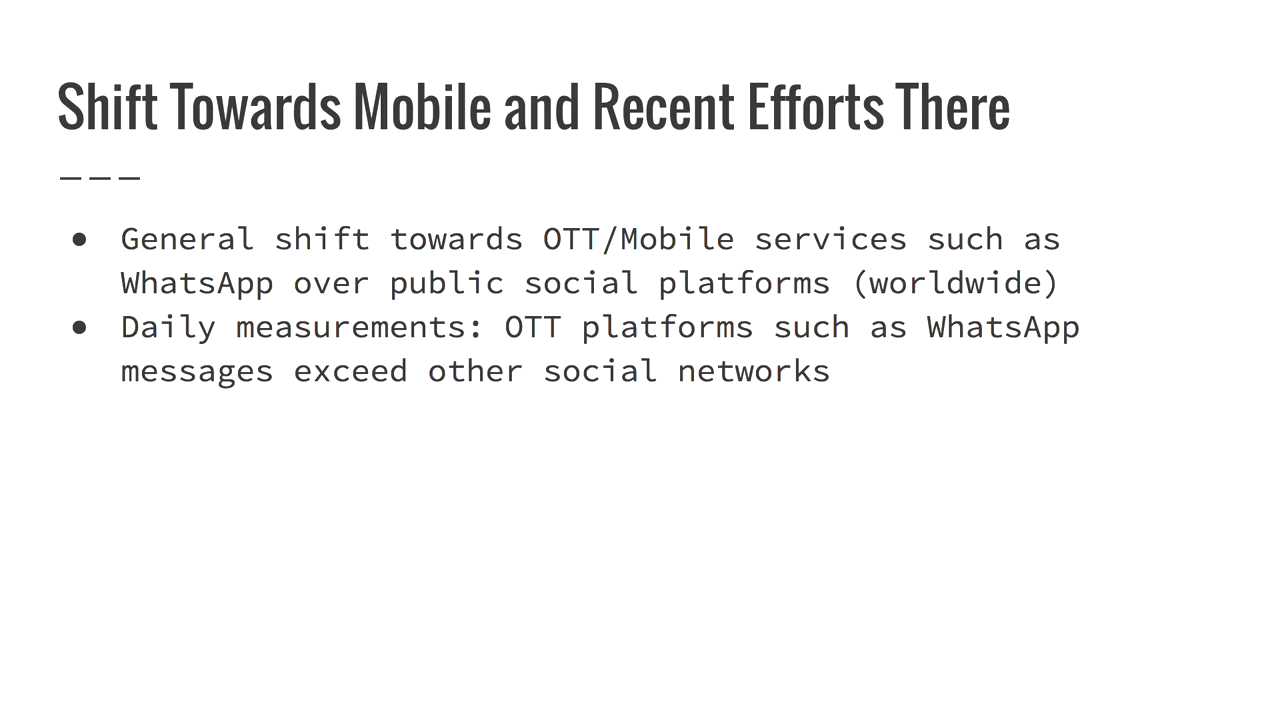 Shift Towards Mobile and Recent Efforts There
● General shift towards OTT/Mobile services such as
WhatsApp over public social platforms (worldwide)
● Daily measurements: OTT platforms such as WhatsApp
messages exceed other social networks